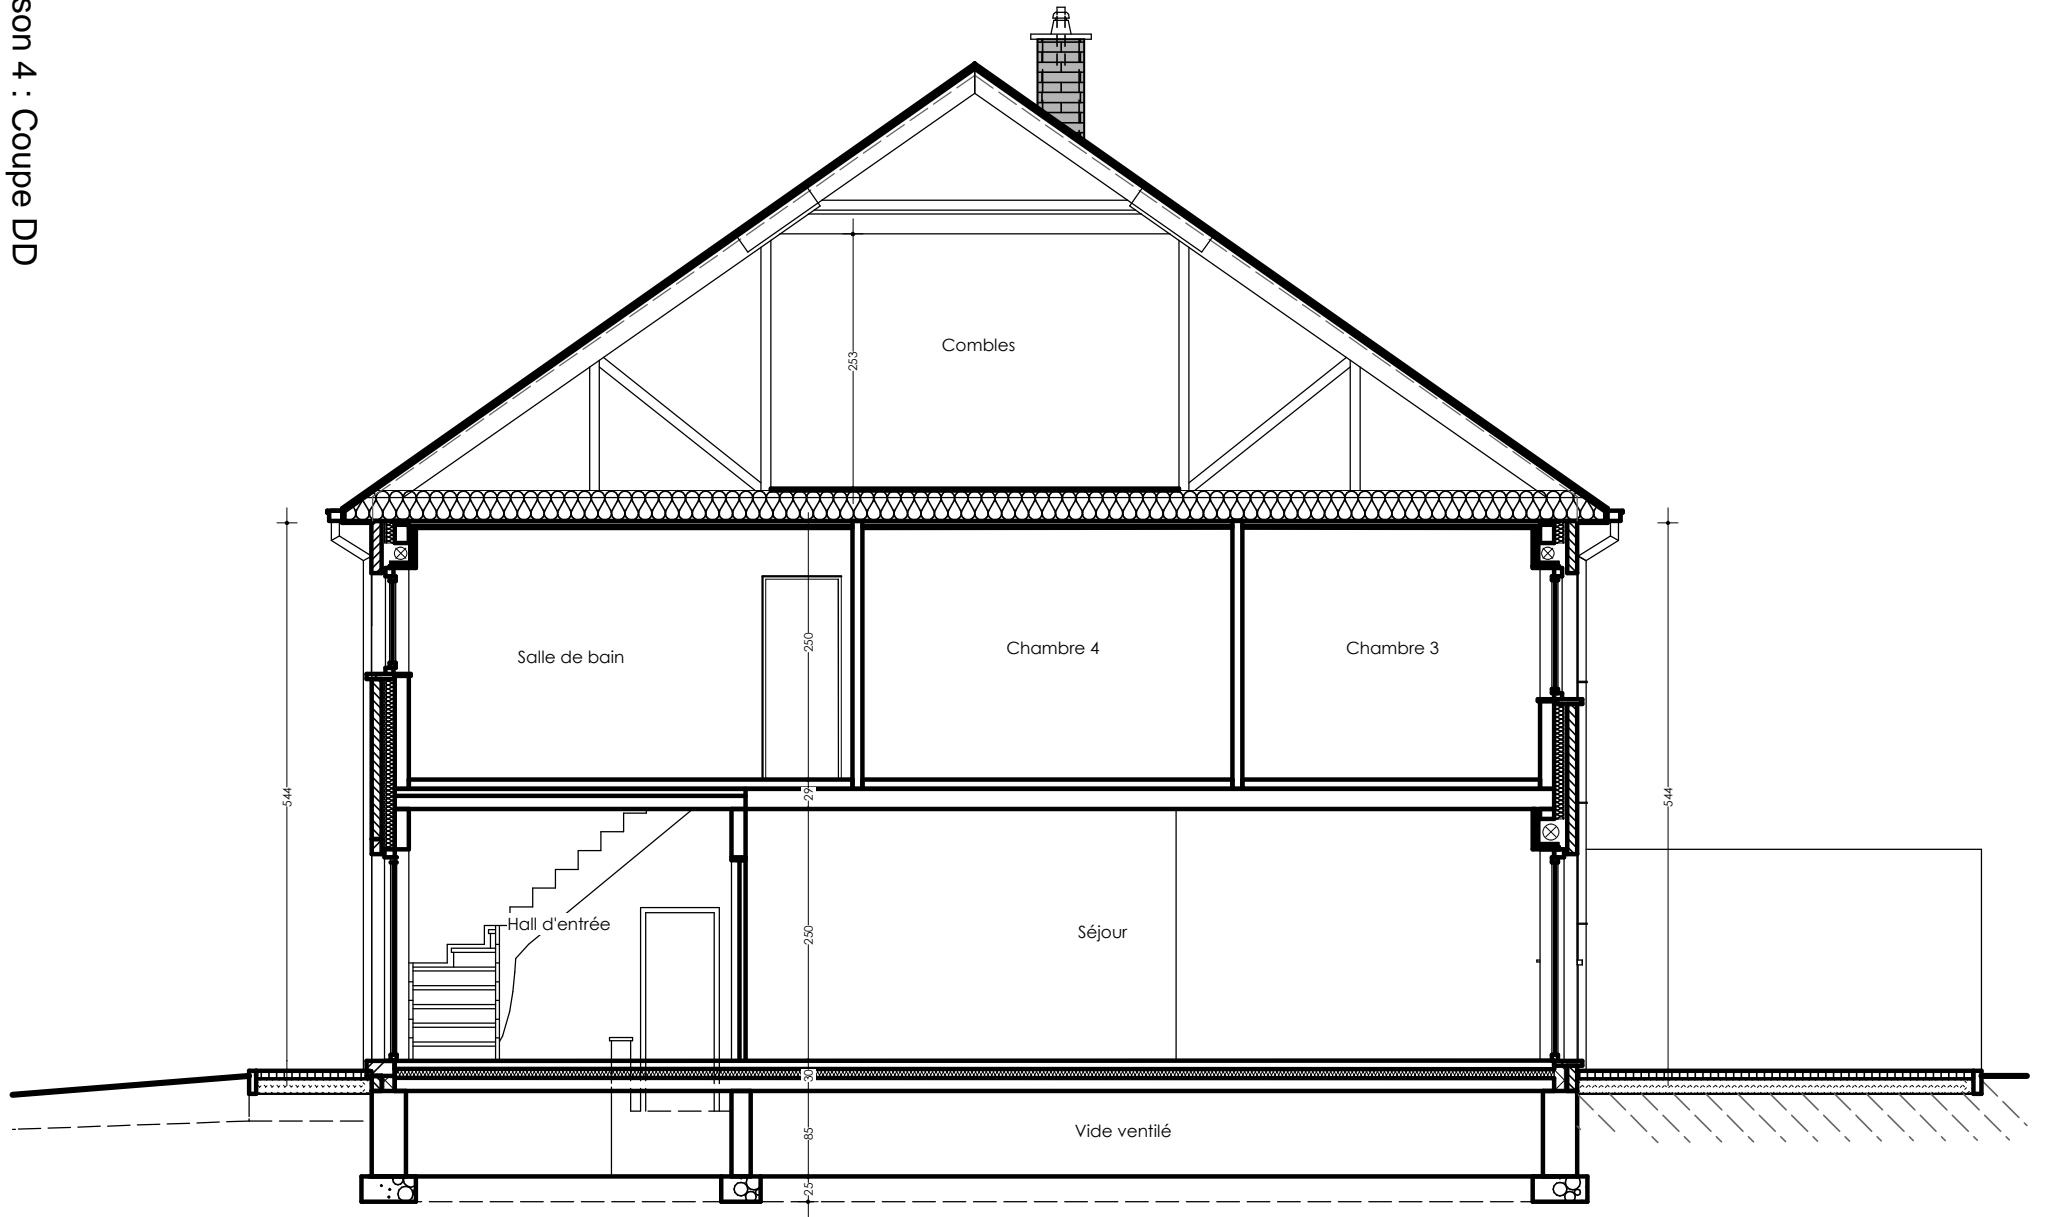 son 4 : Coupe DD
Combles
253
544
544
Salle de bain
250
Chambre 4
Chambre 3
29
Hall d'entrée
250
Séjour
30
85
Vide ventilé
25